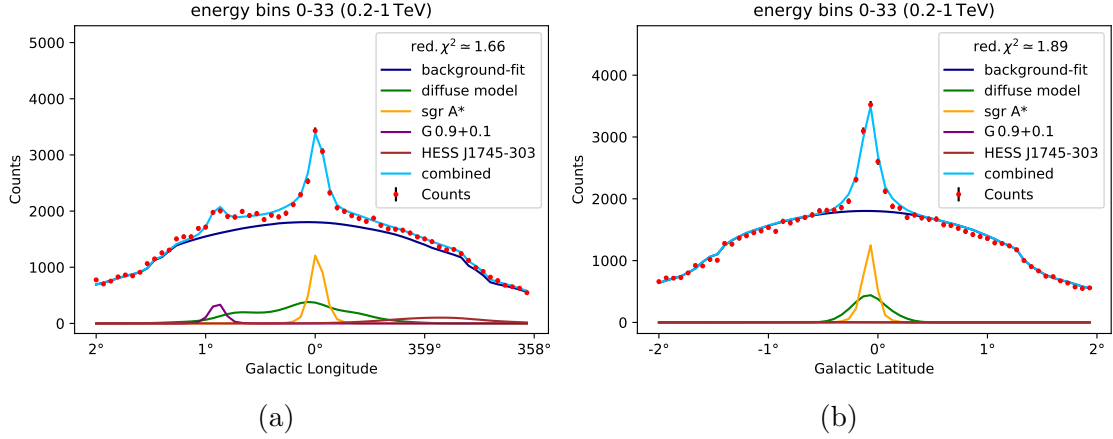 energy bins 0-33 (0.2-1 TeV)
5000
4000
3000
2000
1000
0
Counts
red. χ² ≃ 1.66
background-fit
diffuse model
sgr A*
G 0.9+0.1
HESS J1745-303
combined
Counts
2° 1° 0° 359° 358°
Galactic Longitude
(a)
energy bins 0-33 (0.2-1 TeV)
4000
3000
2000
1000
0
Counts
red. χ² ≃ 1.89
background-fit
diffuse model
sgr A*
G 0.9+0.1
HESS J1745-303
combined
Counts
-2° -1° 0° 1° 2°
Galactic Latitude
(b)